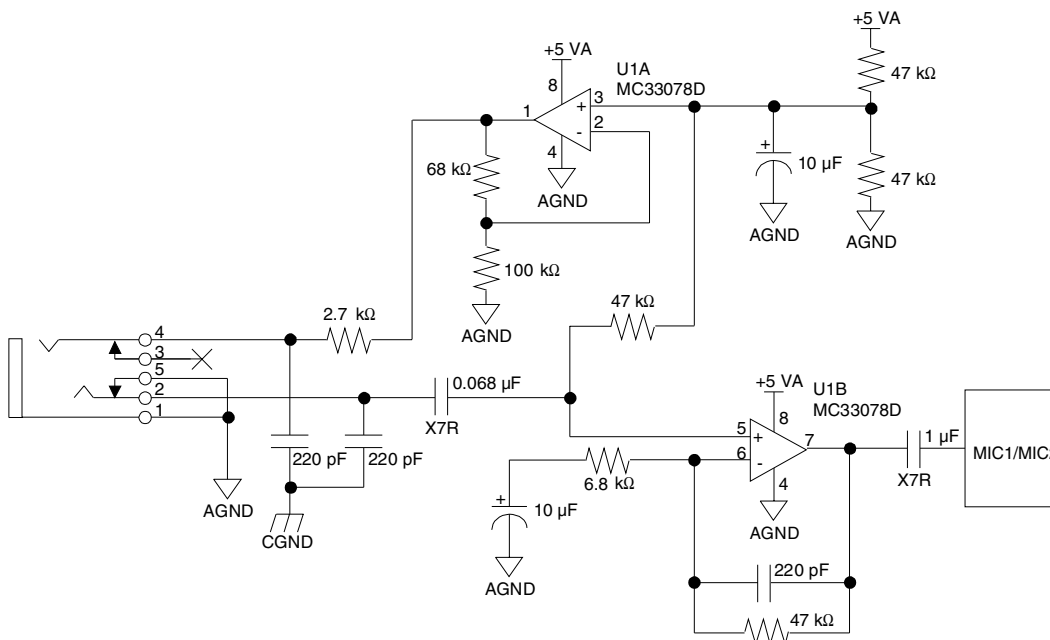 +5 VA
+5 VA
U1A
MC33078D
47 kΩ
8
3
+
1
2
-
4
68 kΩ
AGND
+
10 µF
47 kΩ
AGND
AGND
100 kΩ
AGND
2.7 kΩ
47 kΩ
4
3
5
2
1
0.068 µF
X7R
+5 VA
U1B
MC33078D
8
5
+
7
6
-
4
1 µF
X7R
MIC1/MIC
220 pF
220 pF
6.8 kΩ
+
10 µF
AGND
AGND
CGND
AGND
220 pF
47 kΩ